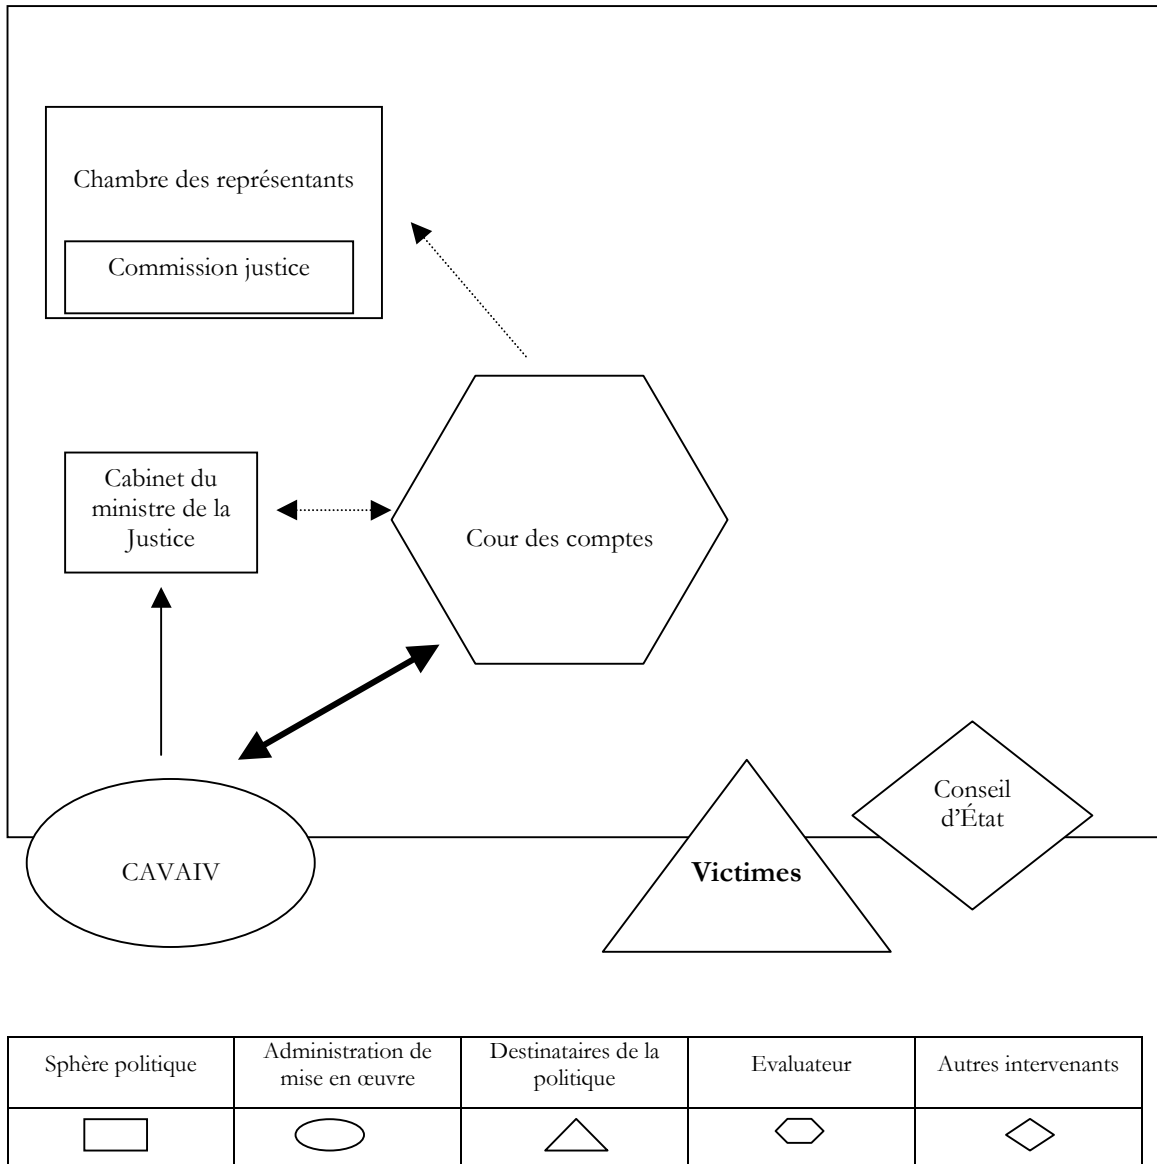 Chambre des représentants
Commission justice
Cabinet du
ministre de la
Justice
Cour des comptes
Conseil
d’État
CAVAIV
Victimes
Sphère politique
Administration de
mise en œuvre
Destinataires de la
politique
Evaluateur
Autres intervenants